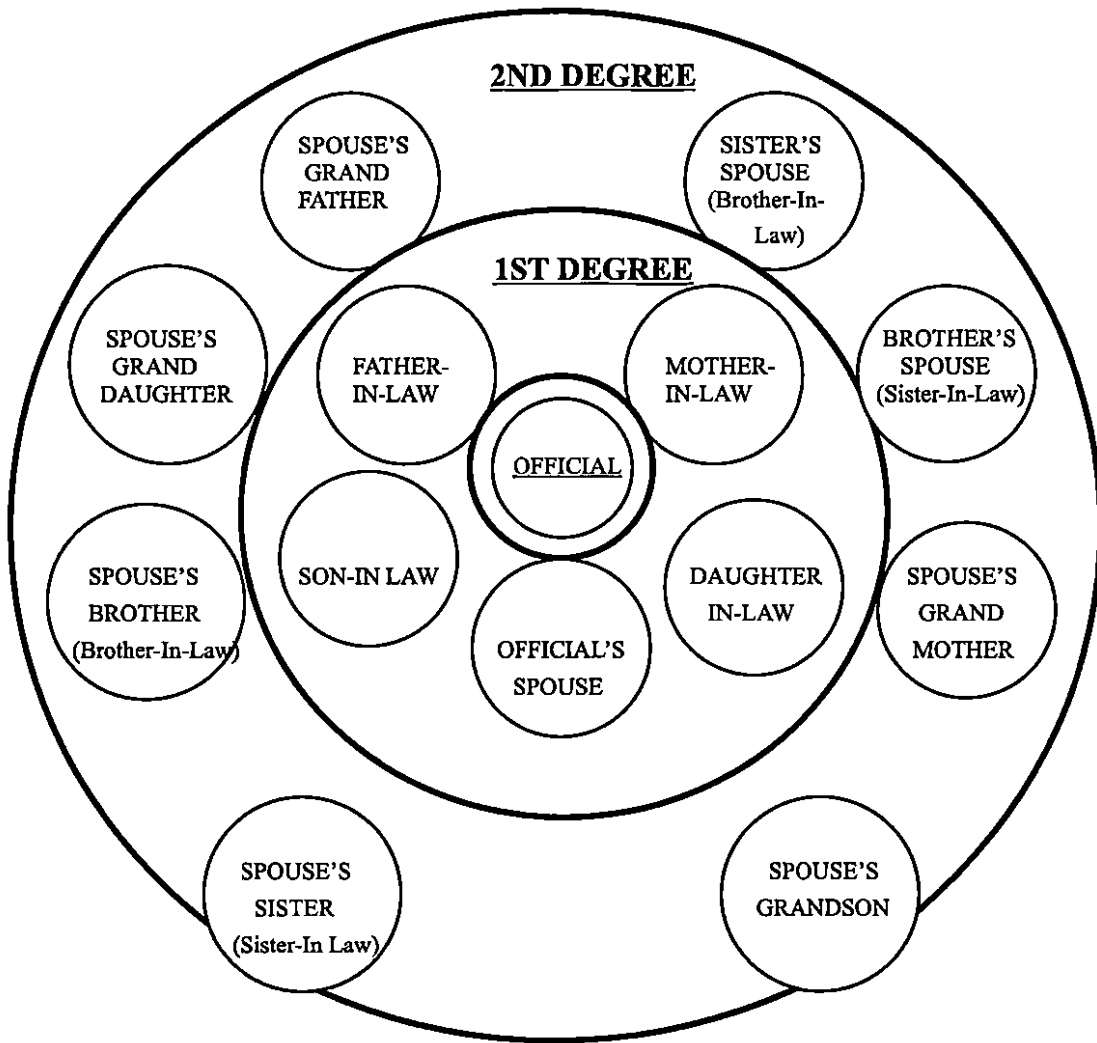 2ND DEGREE
SPOUSE'S
GRAND
FATHER
SISTER'S
SPOUSE
(Brother-In-
Law)
1ST DEGREE
SPOUSE'S
GRAND
DAUGHTER
FATHER-
IN-LAW
MOTHER-
IN-LAW
BROTHER'S
SPOUSE
(Sister-In-Law)
OFFICIAL
SPOUSE'S
BROTHER
(Brother-In-Law)
SON-IN LAW
OFFICIAL'S
SPOUSE
DAUGHTER
IN-LAW
SPOUSE'S
GRAND
MOTHER
SPOUSE'S
SISTER
(Sister-In Law)
SPOUSE'S
GRANDSON